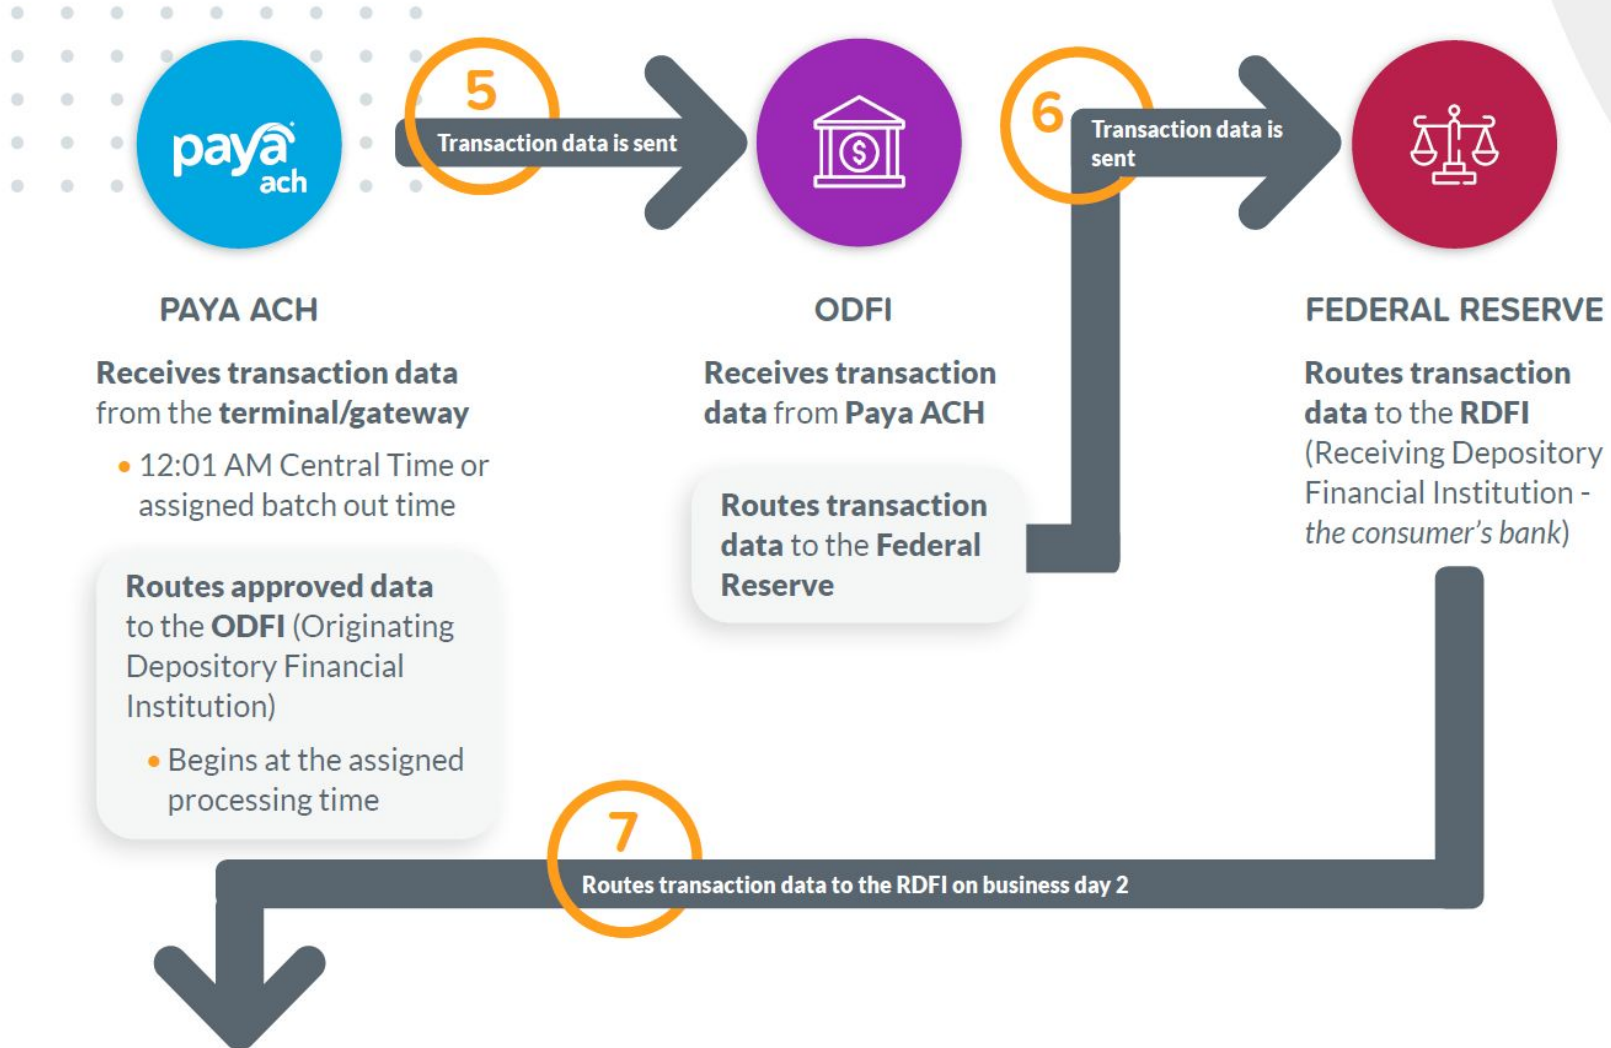 paya
ach
5
Transaction data is sent
6
Transaction data is
sent
PAYA ACH
Receives transaction data
from the terminal/gateway
• 12:01 AM Central Time or
assigned batch out time
Routes approved data
to the ODFI (Originating
Depository Financial
Institution)
• Begins at the assigned
processing time
ODFI
Receives transaction
data from Paya ACH
Routes transaction
data to the Federal
Reserve
FEDERAL RESERVE
Routes transaction
data to the RDFI
(Receiving Depository
Financial Institution -
the consumer's bank)
7
Routes transaction data to the RDFI on business day 2